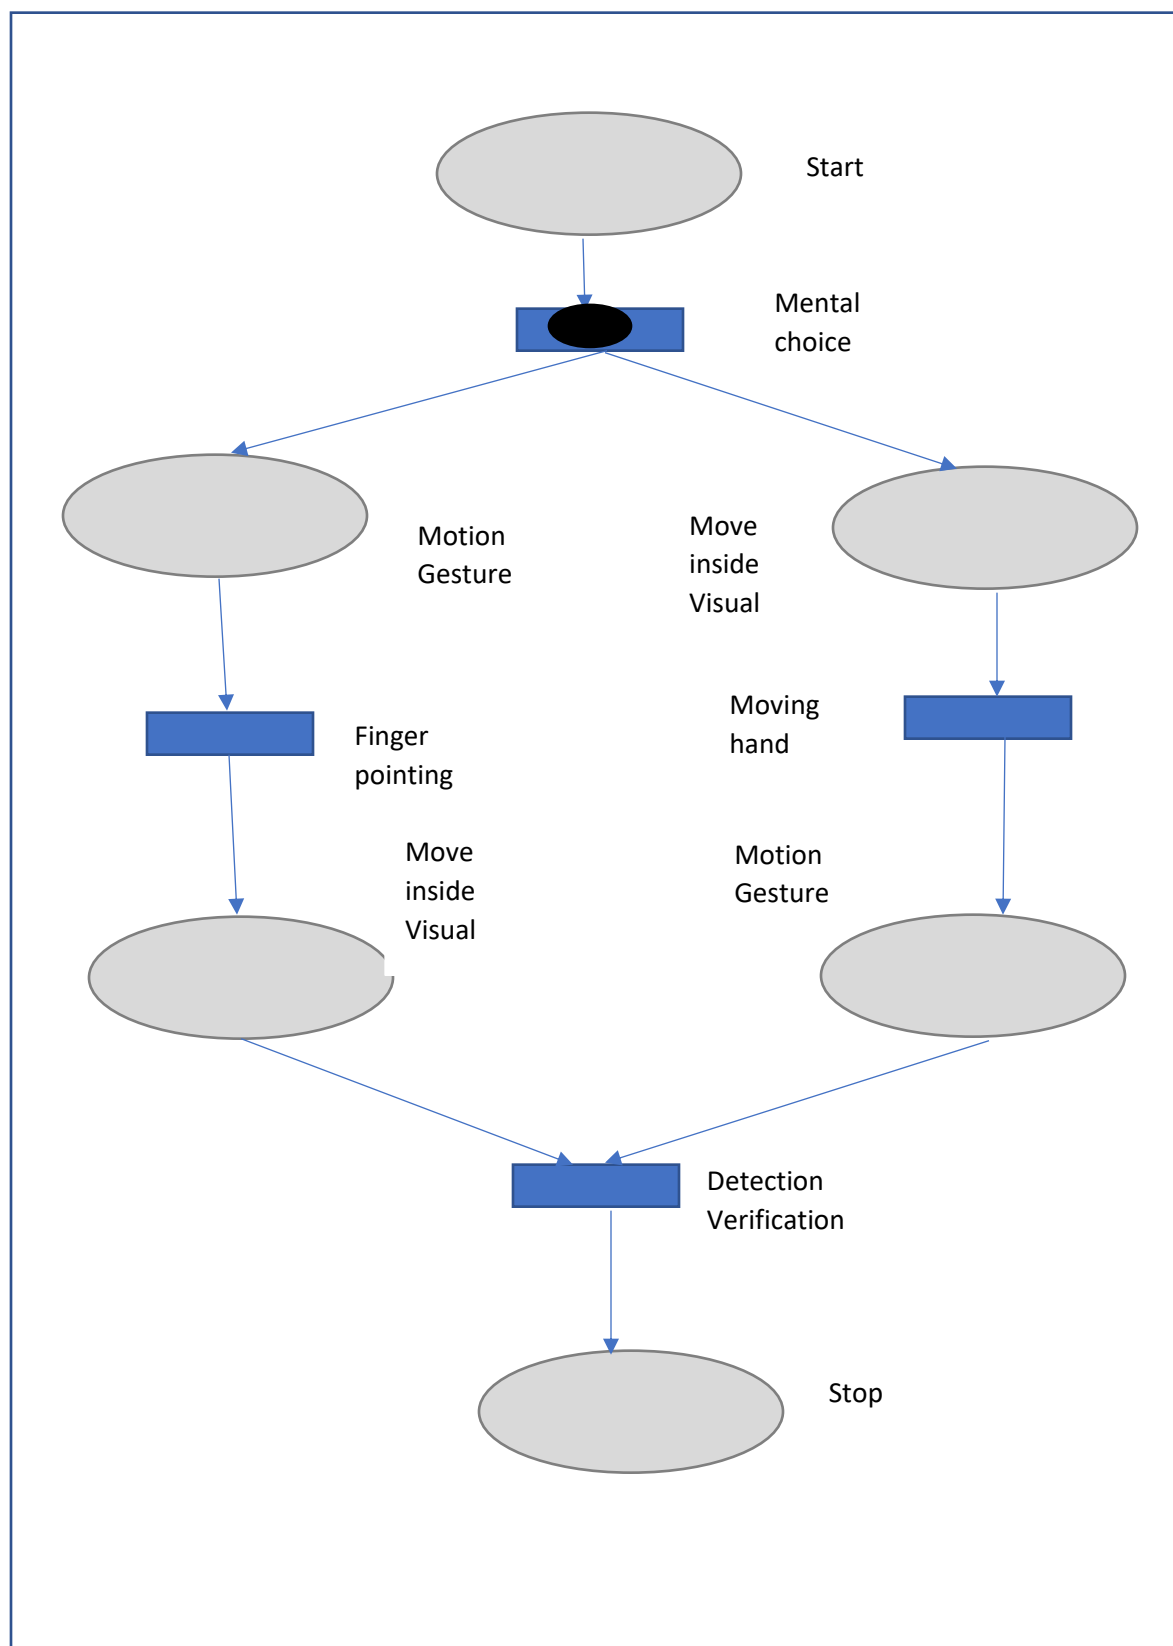 Start
Mental
choice
Motion
Gesture
Move
inside
Visual
Finger
pointing
Moving
hand
Move
inside
Visual
Motion
Gesture
Detection
Verification
Stop